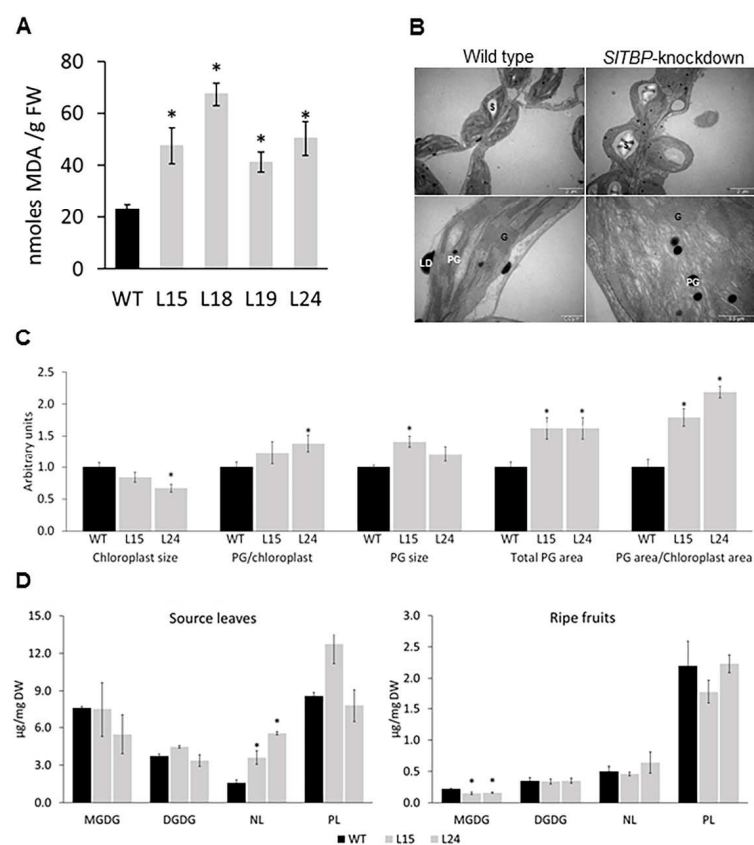 A
nmoles MDA /g FW
80
60
40
20
0
* * * *
WT L15 L18 L19 L24
B
Wild type SlTBP-knockdown
S S
LD PG G G PG
C
Arbitrary units
2.5
2.0
1.5
1.0
0.5
0.0
* * * * * * *
WT L15 L24 WT L15 L24 WT L15 L24 WT L15 L24 WT L15 L24
Chloroplast size PG/chloroplast PG size Total PG area PG area/Chloroplast area
D
Source leaves
µg/mg DW
15.0
12.0
9.0
6.0
3.0
0.0
* *
MGDG DGDG NL PL
Ripe fruits
µg/mg DW
3.0
2.5
2.0
1.5
1.0
0.5
0.0
* *
MGDG DGDG NL PL
WT L15 L24